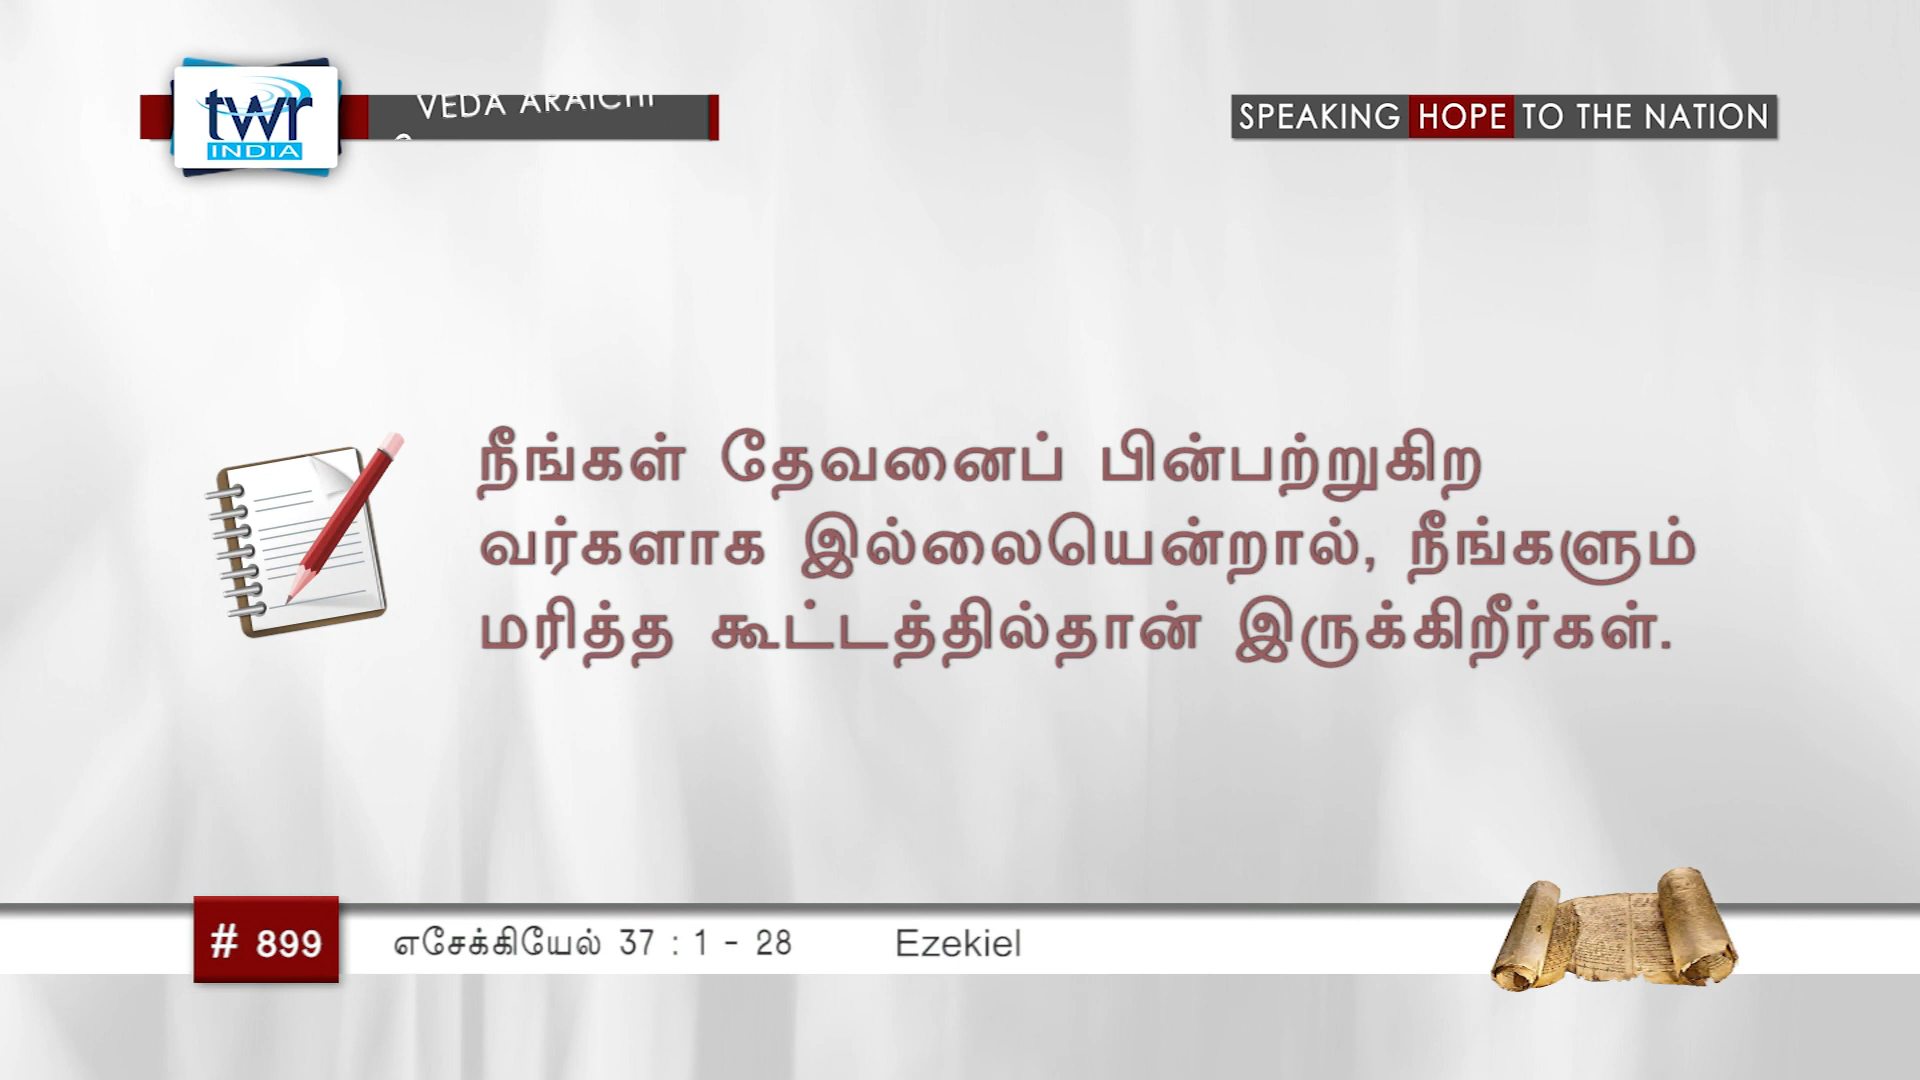 twr
INDIA
VEDA ARAICHI
SPEAKING HOPE TO THE NATION
நீங்கள் தேவனைப் பின்பற்றுகிற
வர்களாக இல்லையென்றால், நீங்களும்
மரித்த கூட்டத்தில்தான் இருக்கிறீர்கள்.
# 899
எசேக்கியேல் 37 : 1 - 28
Ezekiel